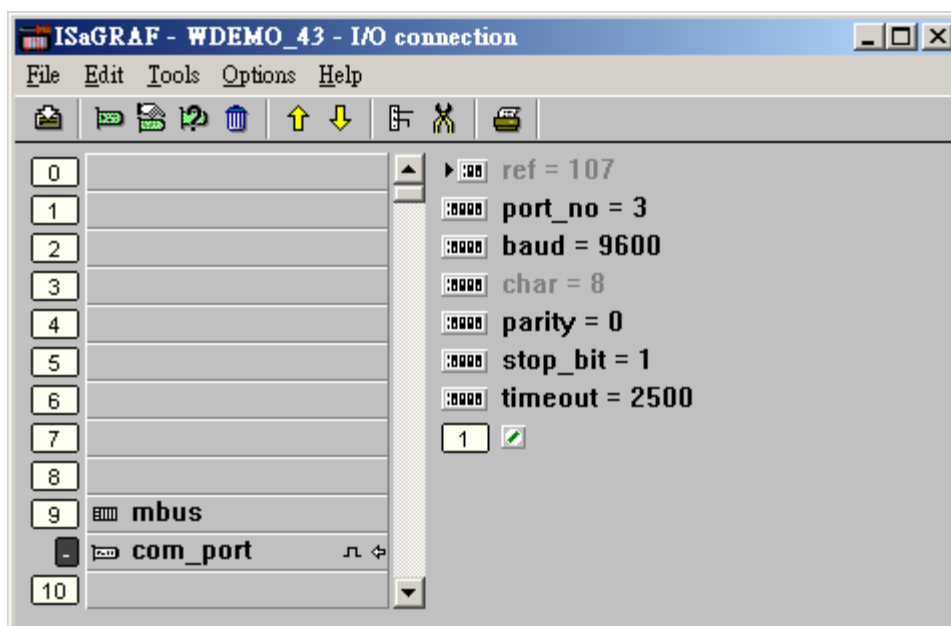 ISaGRAF - WDEMO_43 - I/O connection
File Edit Tools Options Help
0
1
2
3
4
5
6
7
8
9 mbus
- com_port
10
ref = 107
port_no = 3
baud = 9600
char = 8
parity = 0
stop_bit = 1
timeout = 2500
1